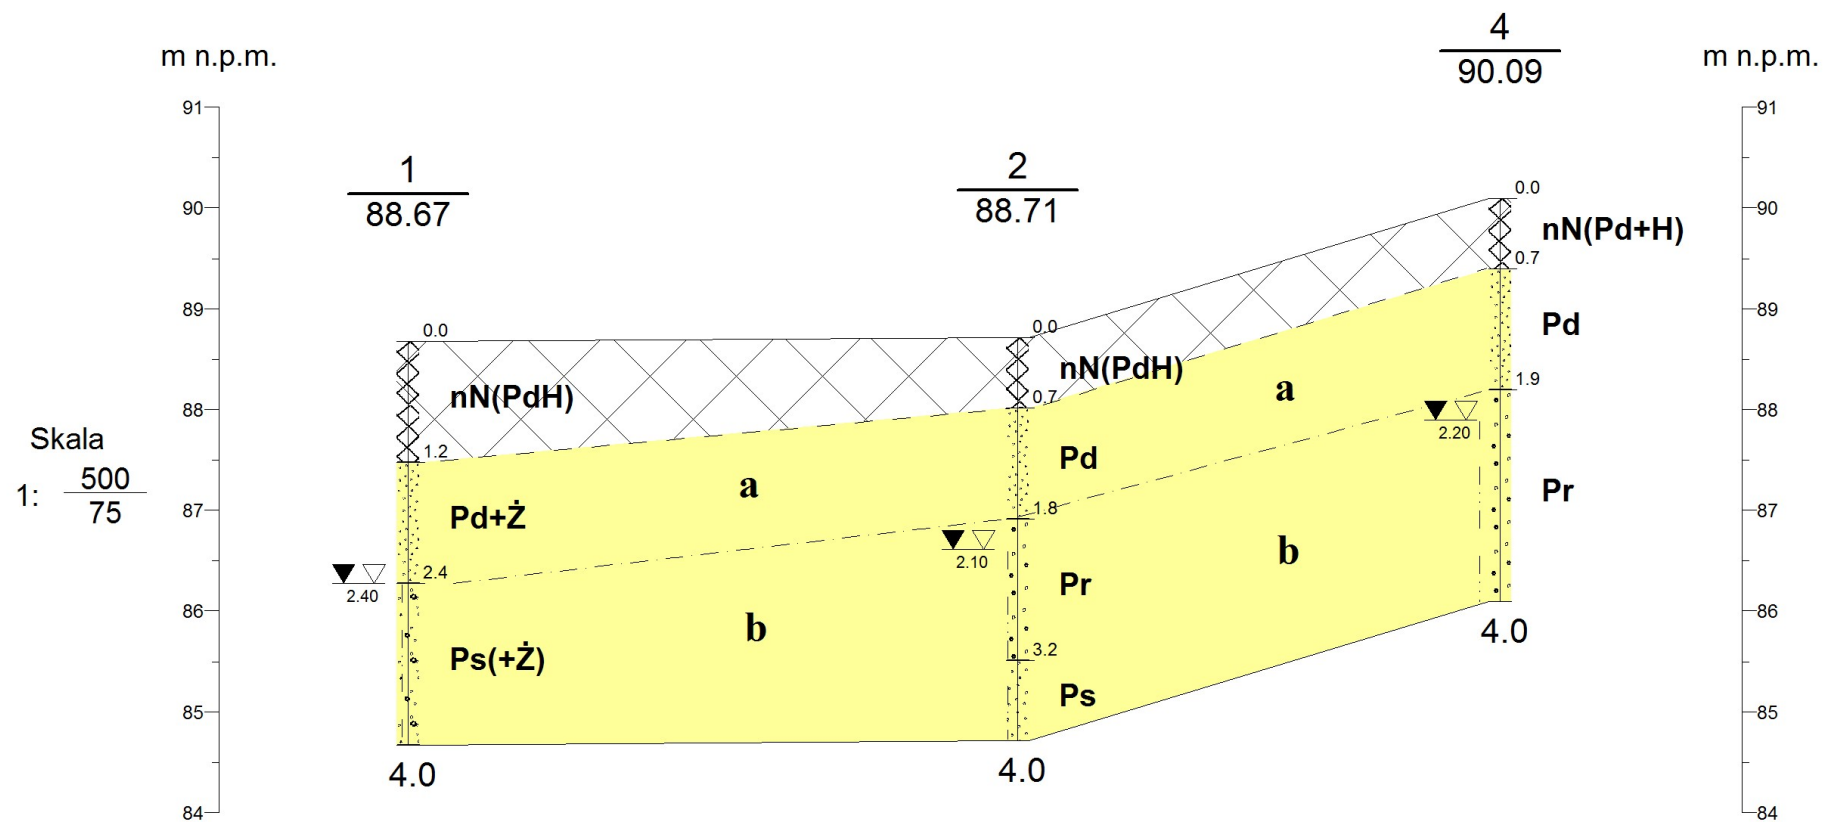 4
m n.p.m.
m n.p.m.
90.09
91
91
1
2
88.67
88.71
90
90
0.0
nN(Pd+H)
0.7
89
89
0.0
0.0
Pd
nN(PdH)
nN(PdH)
a
1.9
0.7
88
88
2.20
Skala
1.2
500
1:
75
Pd
a
Pr
Pd+Ż
87
87
1.8
2.10
b
2.4
2.40
Pr
86
86
b
4.0
3.2
Ps(+Ż)
Ps
85
85
4.0
4.0
84
84